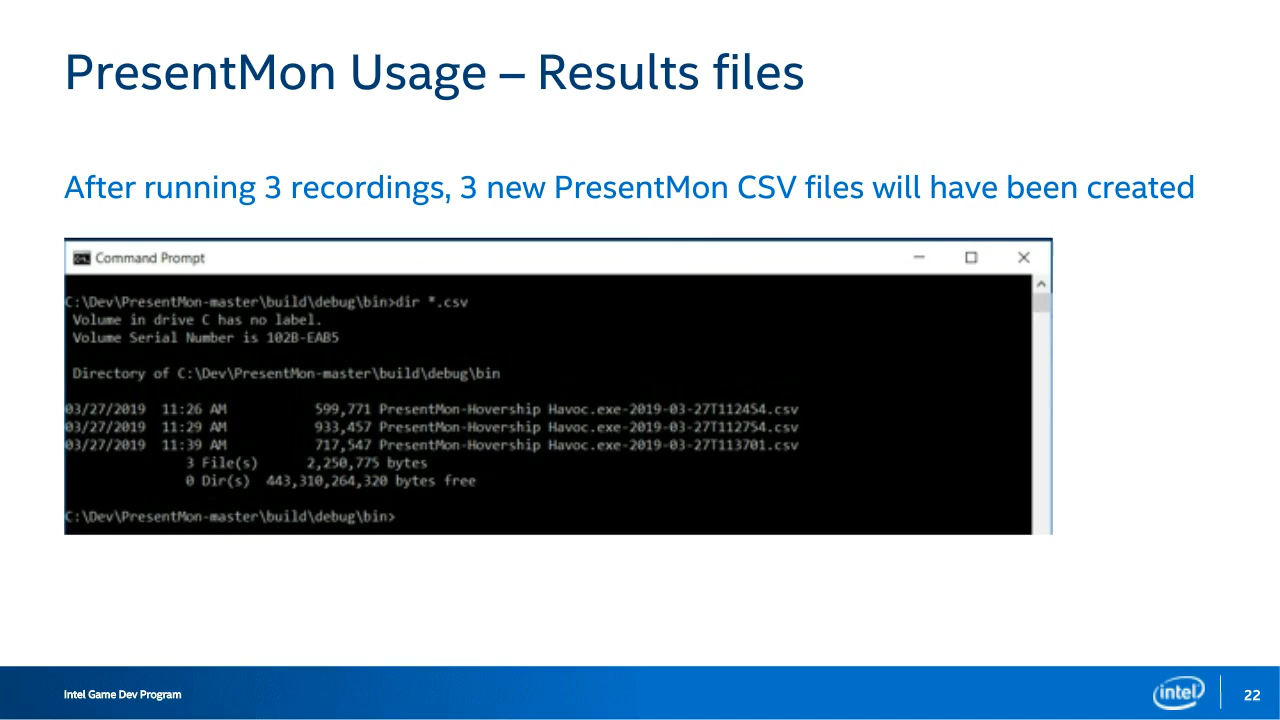 PresentMon Usage – Results files
After running 3 recordings, 3 new PresentMon CSV files will have been created
Command Prompt
C:\Dev\PresentMon-master\build\debug\bin>dir *.csv
Volume in drive C has no label.
Volume Serial Number is 102B-EAB5
Directory of C:\Dev\PresentMon-master\build\debug\bin
03/27/2019 11:26 AM 599,771 PresentMon-Hovership Havoc.exe-2019-03-27T112454.csv
03/27/2019 11:29 AM 933,457 PresentMon-Hovership Havoc.exe-2019-03-27T112754.csv
03/27/2019 11:39 AM 717,547 PresentMon-Hovership Havoc.exe-2019-03-27T113701.csv
3 File(s) 2,250,775 bytes
0 Dir(s) 443,310,264,320 bytes free
C:\Dev\PresentMon-master\build\debug\bin>
Intel Game Dev Program
intel
22